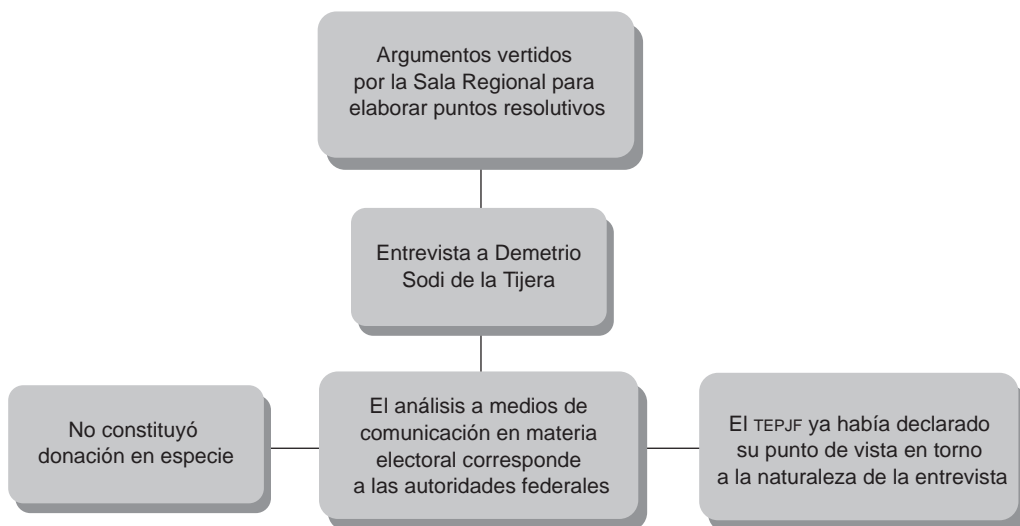 Argumentos vertidos
por la Sala Regional para
elaborar puntos resolutivos
Entrevista a Demetrio
Sodi de la Tijera
No constituyó
donación en especie
El análisis a medios de
comunicación en materia
electoral corresponde
a las autoridades federales
El TEPJF ya había declarado
su punto de vista en torno
a la naturaleza de la entrevista